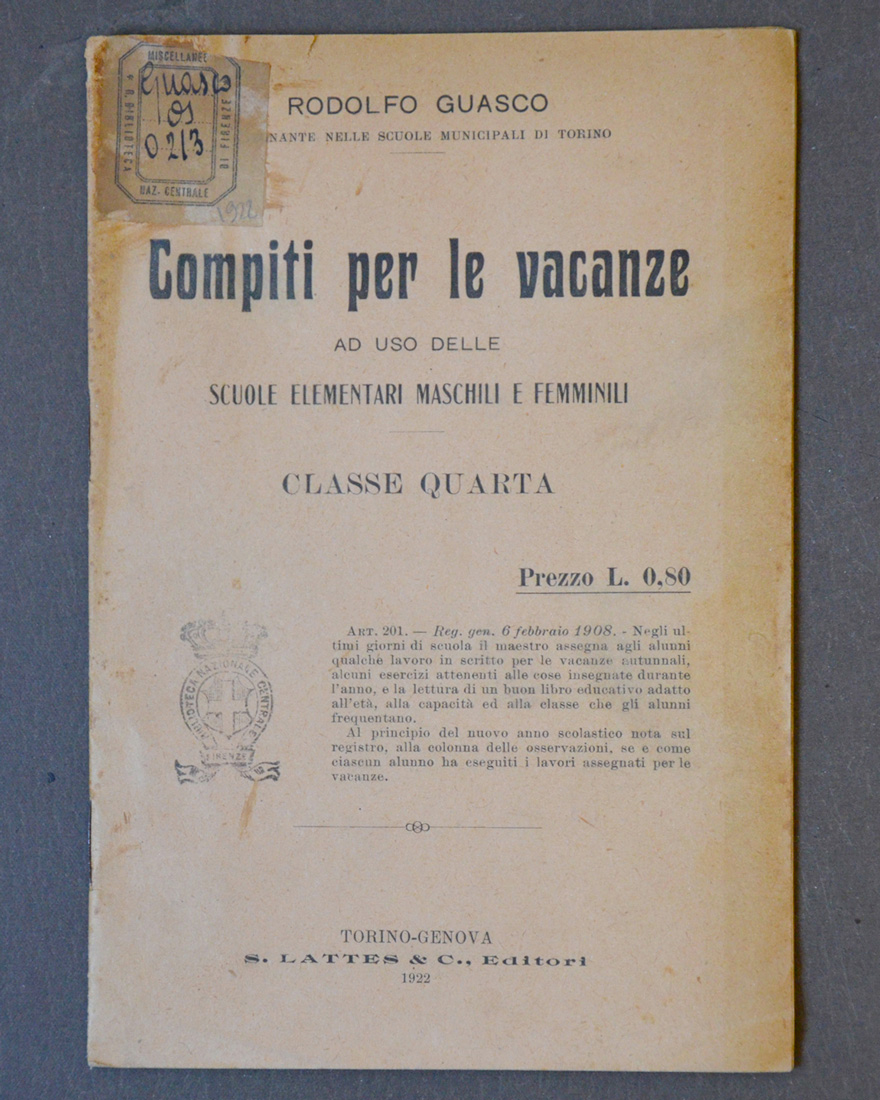 MISCELLANEE
Guasco
OS
0.213
B. BIBLIOTECA
DI FIRENZE
NAZ. CENTRALE
1922
RODOLFO GUASCO
NANTE NELLE SCUOLE MUNICIPALI DI TORINO
Compiti per le vacanze
AD USO DELLE
SCUOLE ELEMENTARI MASCHILI E FEMMINILI
CLASSE QUARTA
Prezzo L. 0,80
ART. 201. — Reg. gen. 6 febbraio 1908. - Negli ul-
timi giorni di scuola il maestro assegna agli alunni
qualche lavoro in scritto per le vacanze autunnali,
alcuni esercizi attenenti alle cose insegnate durante
l'anno, e la lettura di un buon libro educativo adatto
all'età, alla capacità ed alla classe che gli alunni
frequentano.
Al principio del nuovo anno scolastico nota sul
registro, alla colonna delle osservazioni, se e come
ciascun alunno ha eseguiti i lavori assegnati per le
vacanze.
BIBLIOTECA NAZIONALE CENTRALE
FIRENZE
TORINO-GENOVA
S. LATTES & C., Editori
1922